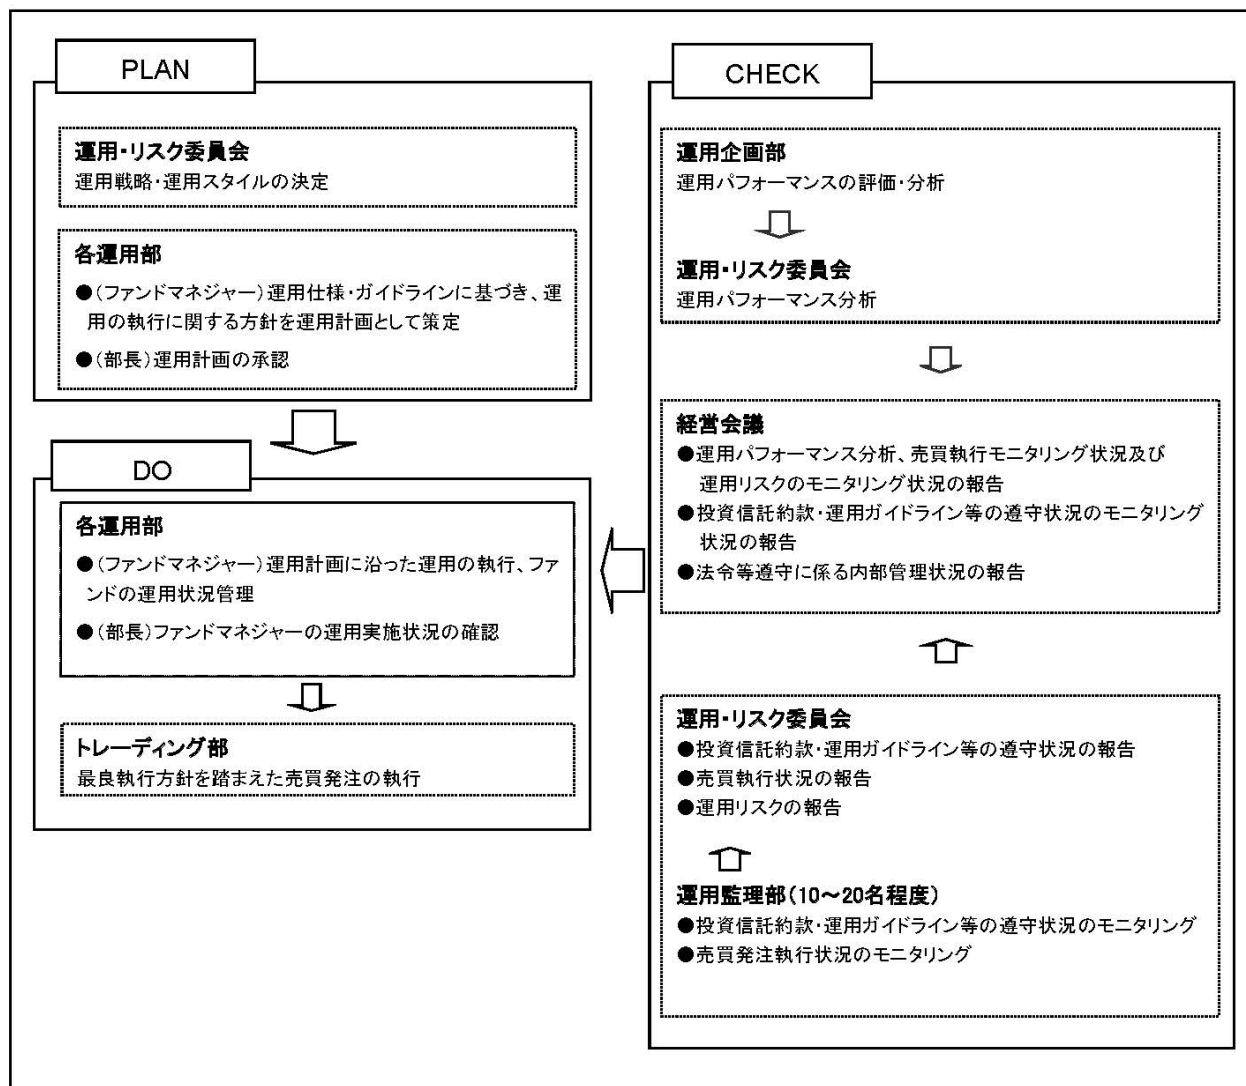 PLAN
運用・リスク委員会
運用戦略・運用スタイルの決定
各運用部
●(ファンドマネジャー)運用仕様・ガイドラインに基づき、運
用の執行に関する方針を運用計画として策定
●(部長)運用計画の承認
DO
各運用部
●(ファンドマネジャー)運用計画に沿った運用の執行、ファ
ンドの運用状況管理
●(部長)ファンドマネジャーの運用実施状況の確認
トレーディング部
最良執行方針を踏まえた売買発注の執行
CHECK
運用企画部
運用パフォーマンスの評価・分析
運用・リスク委員会
運用パフォーマンス分析
経営会議
●運用パフォーマンス分析、売買執行モニタリング状況及び
運用リスクのモニタリング状況の報告
●投資信託約款・運用ガイドライン等の遵守状況のモニタリング
状況の報告
●法令等遵守に係る内部管理状況の報告
運用・リスク委員会
●投資信託約款・運用ガイドライン等の遵守状況の報告
●売買執行状況の報告
●運用リスクの報告
運用監理部(10~20名程度)
●投資信託約款・運用ガイドライン等の遵守状況のモニタリング
●売買発注執行状況のモニタリング